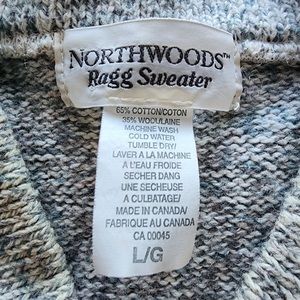 NORTHWOODS™
Ragg Sweater
65% COTTON/COTON
35% WOOL/LAINE
MACHINE WASH
COLD WATER
TUMBLE DRY/
LAVER A LA MACHINE
A L'EAU FROIDE
SECHER DANG
UNE SECHEUSE
A CULBATAGE/
MADE IN CANADA/
FABRIQUE AU CANADA
CA 00045
L/G